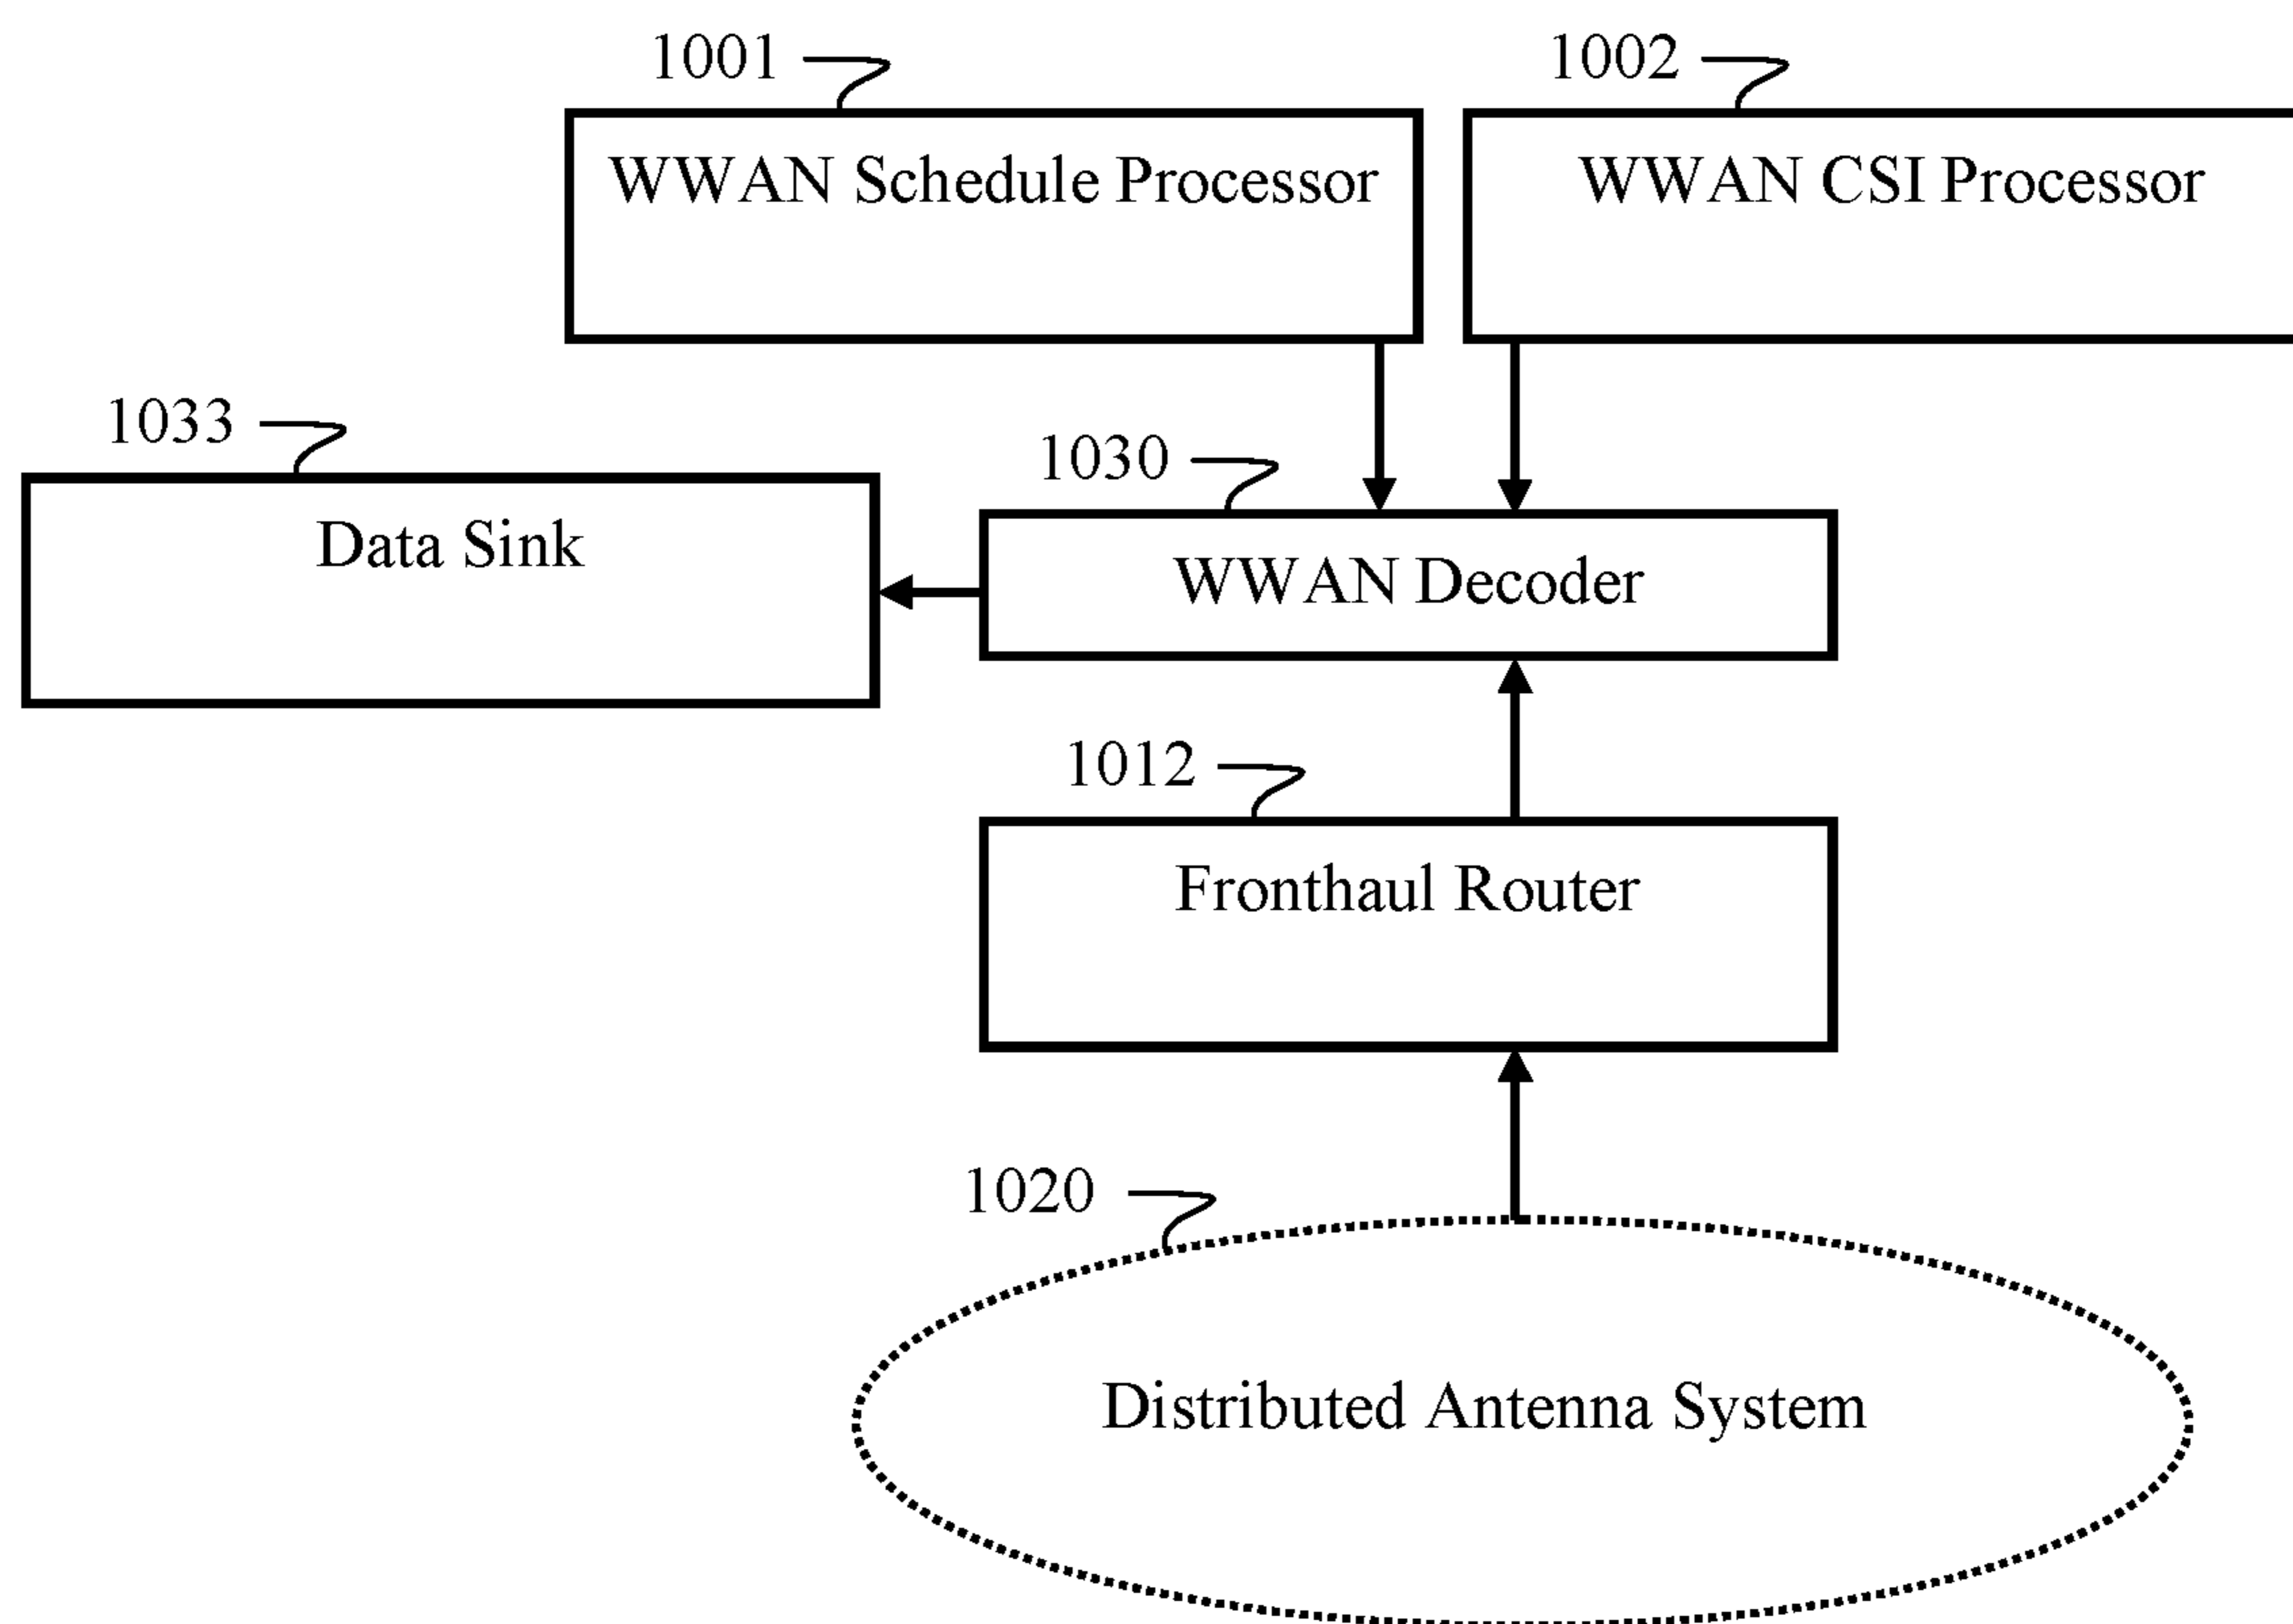 1001
1002
WWAN Schedule Processor
WWAN CSI Processor
1033
1030
Data Sink
WWAN Decoder
1012
Fronthaul Router
1020
Distributed Antenna System